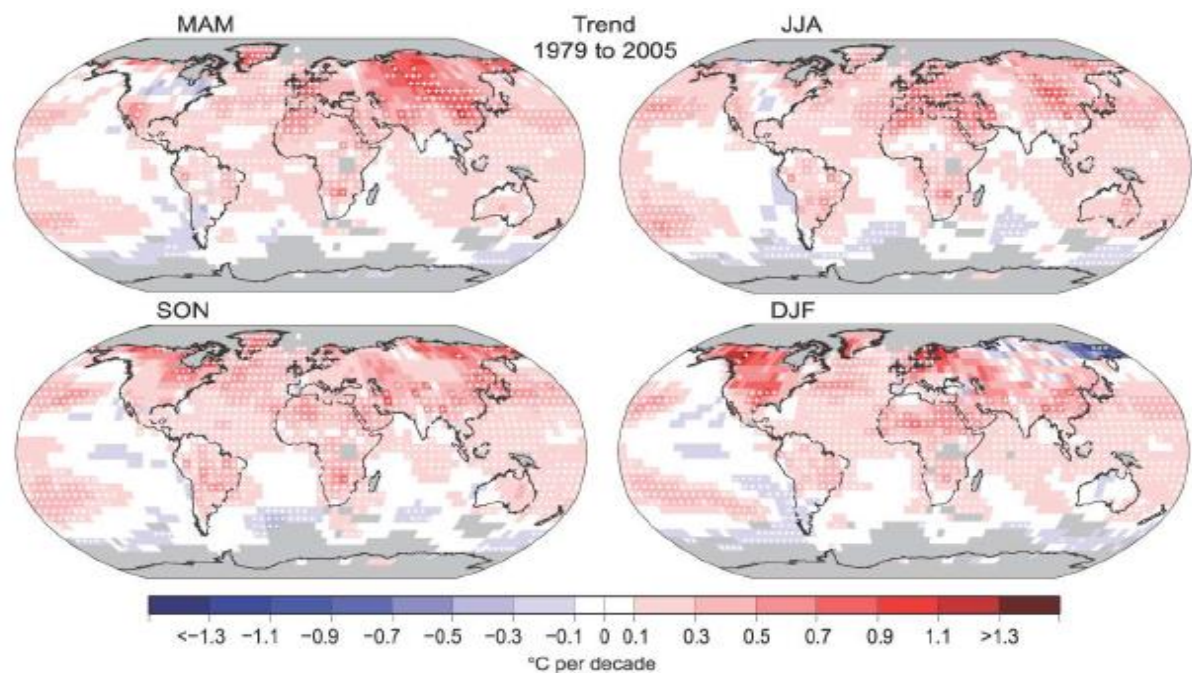 MAM
Trend
1979 to 2005
JJA
SON
DJF
<−1.3 −1.1 −0.9 −0.7 −0.5 −0.3 −0.1 0 0.1 0.3 0.5 0.7 0.9 1.1 >1.3
°C per decade